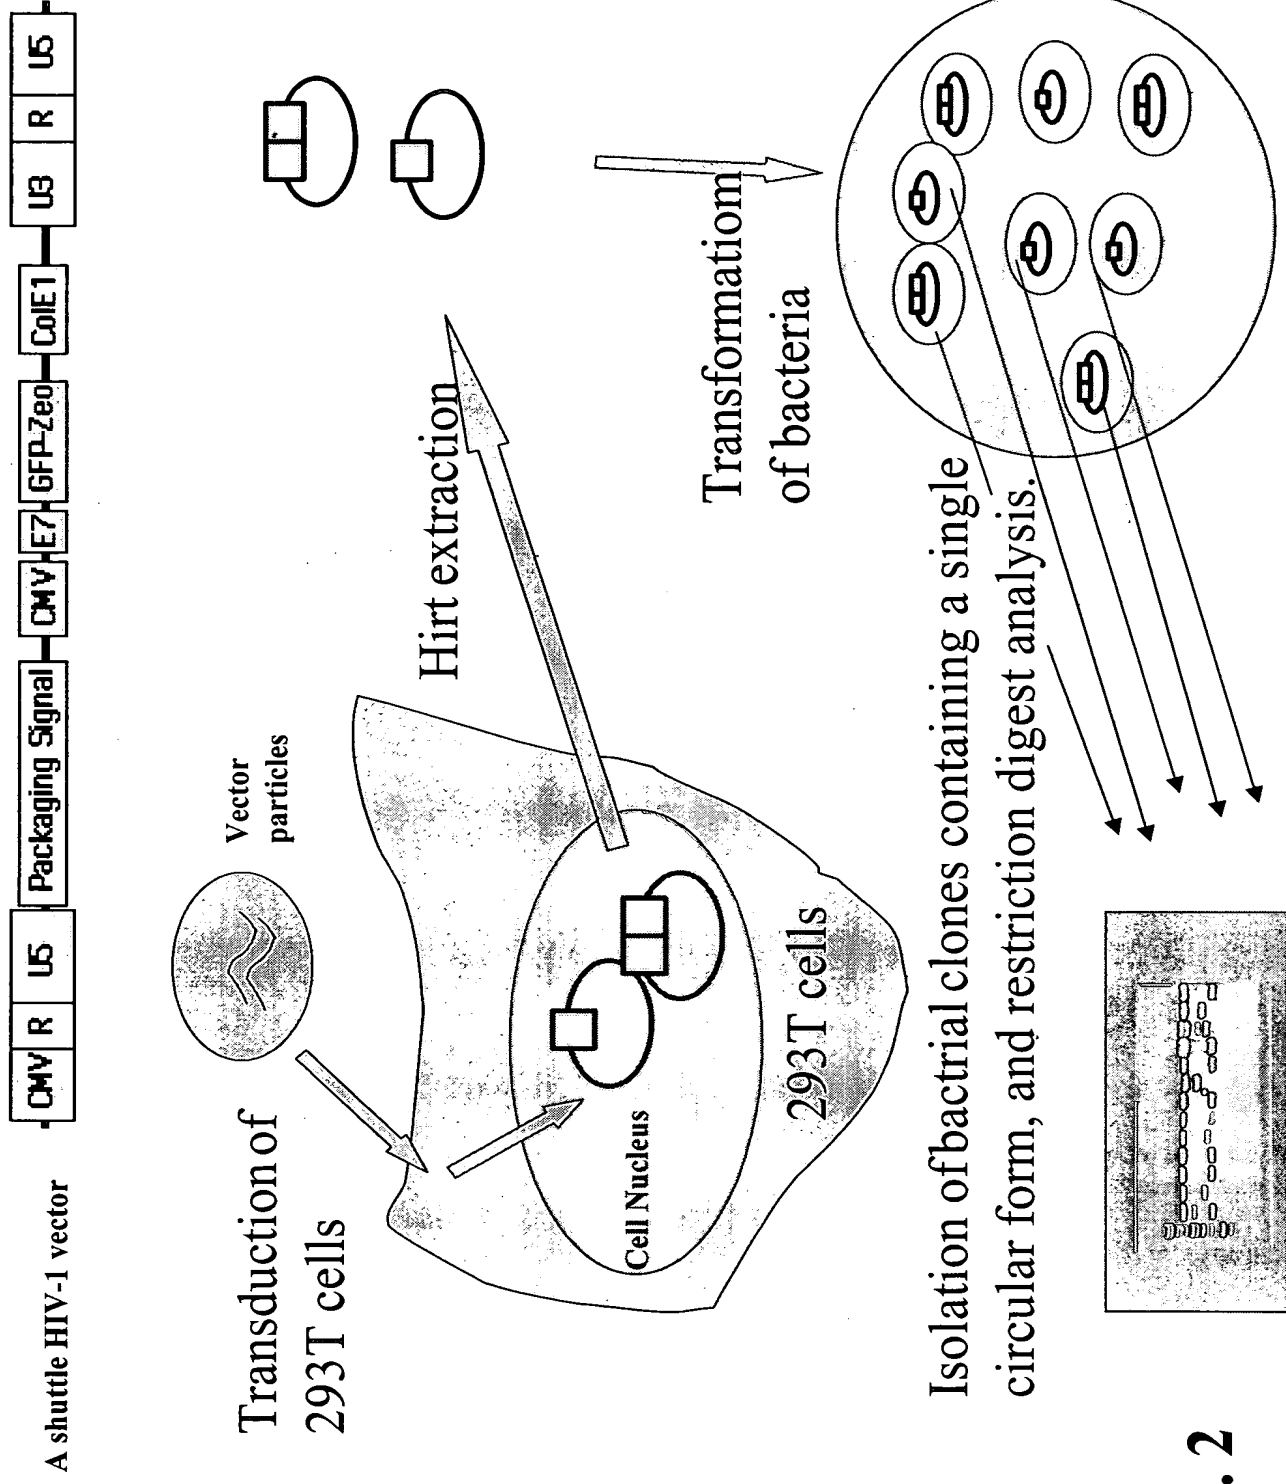 A shuttle HIV-1 vector
CMV R U5 Packaging Signal CMV E7 GFP-Zeo ColE1 U3 R U5
Transduction of
293T cells
Vector
particles
Hirt extraction
Cell Nucleus
293T cells
Transformatiom
of bacteria
Isolation of bactrial clones containing a single
circular form, and restriction digest analysis.
. 2